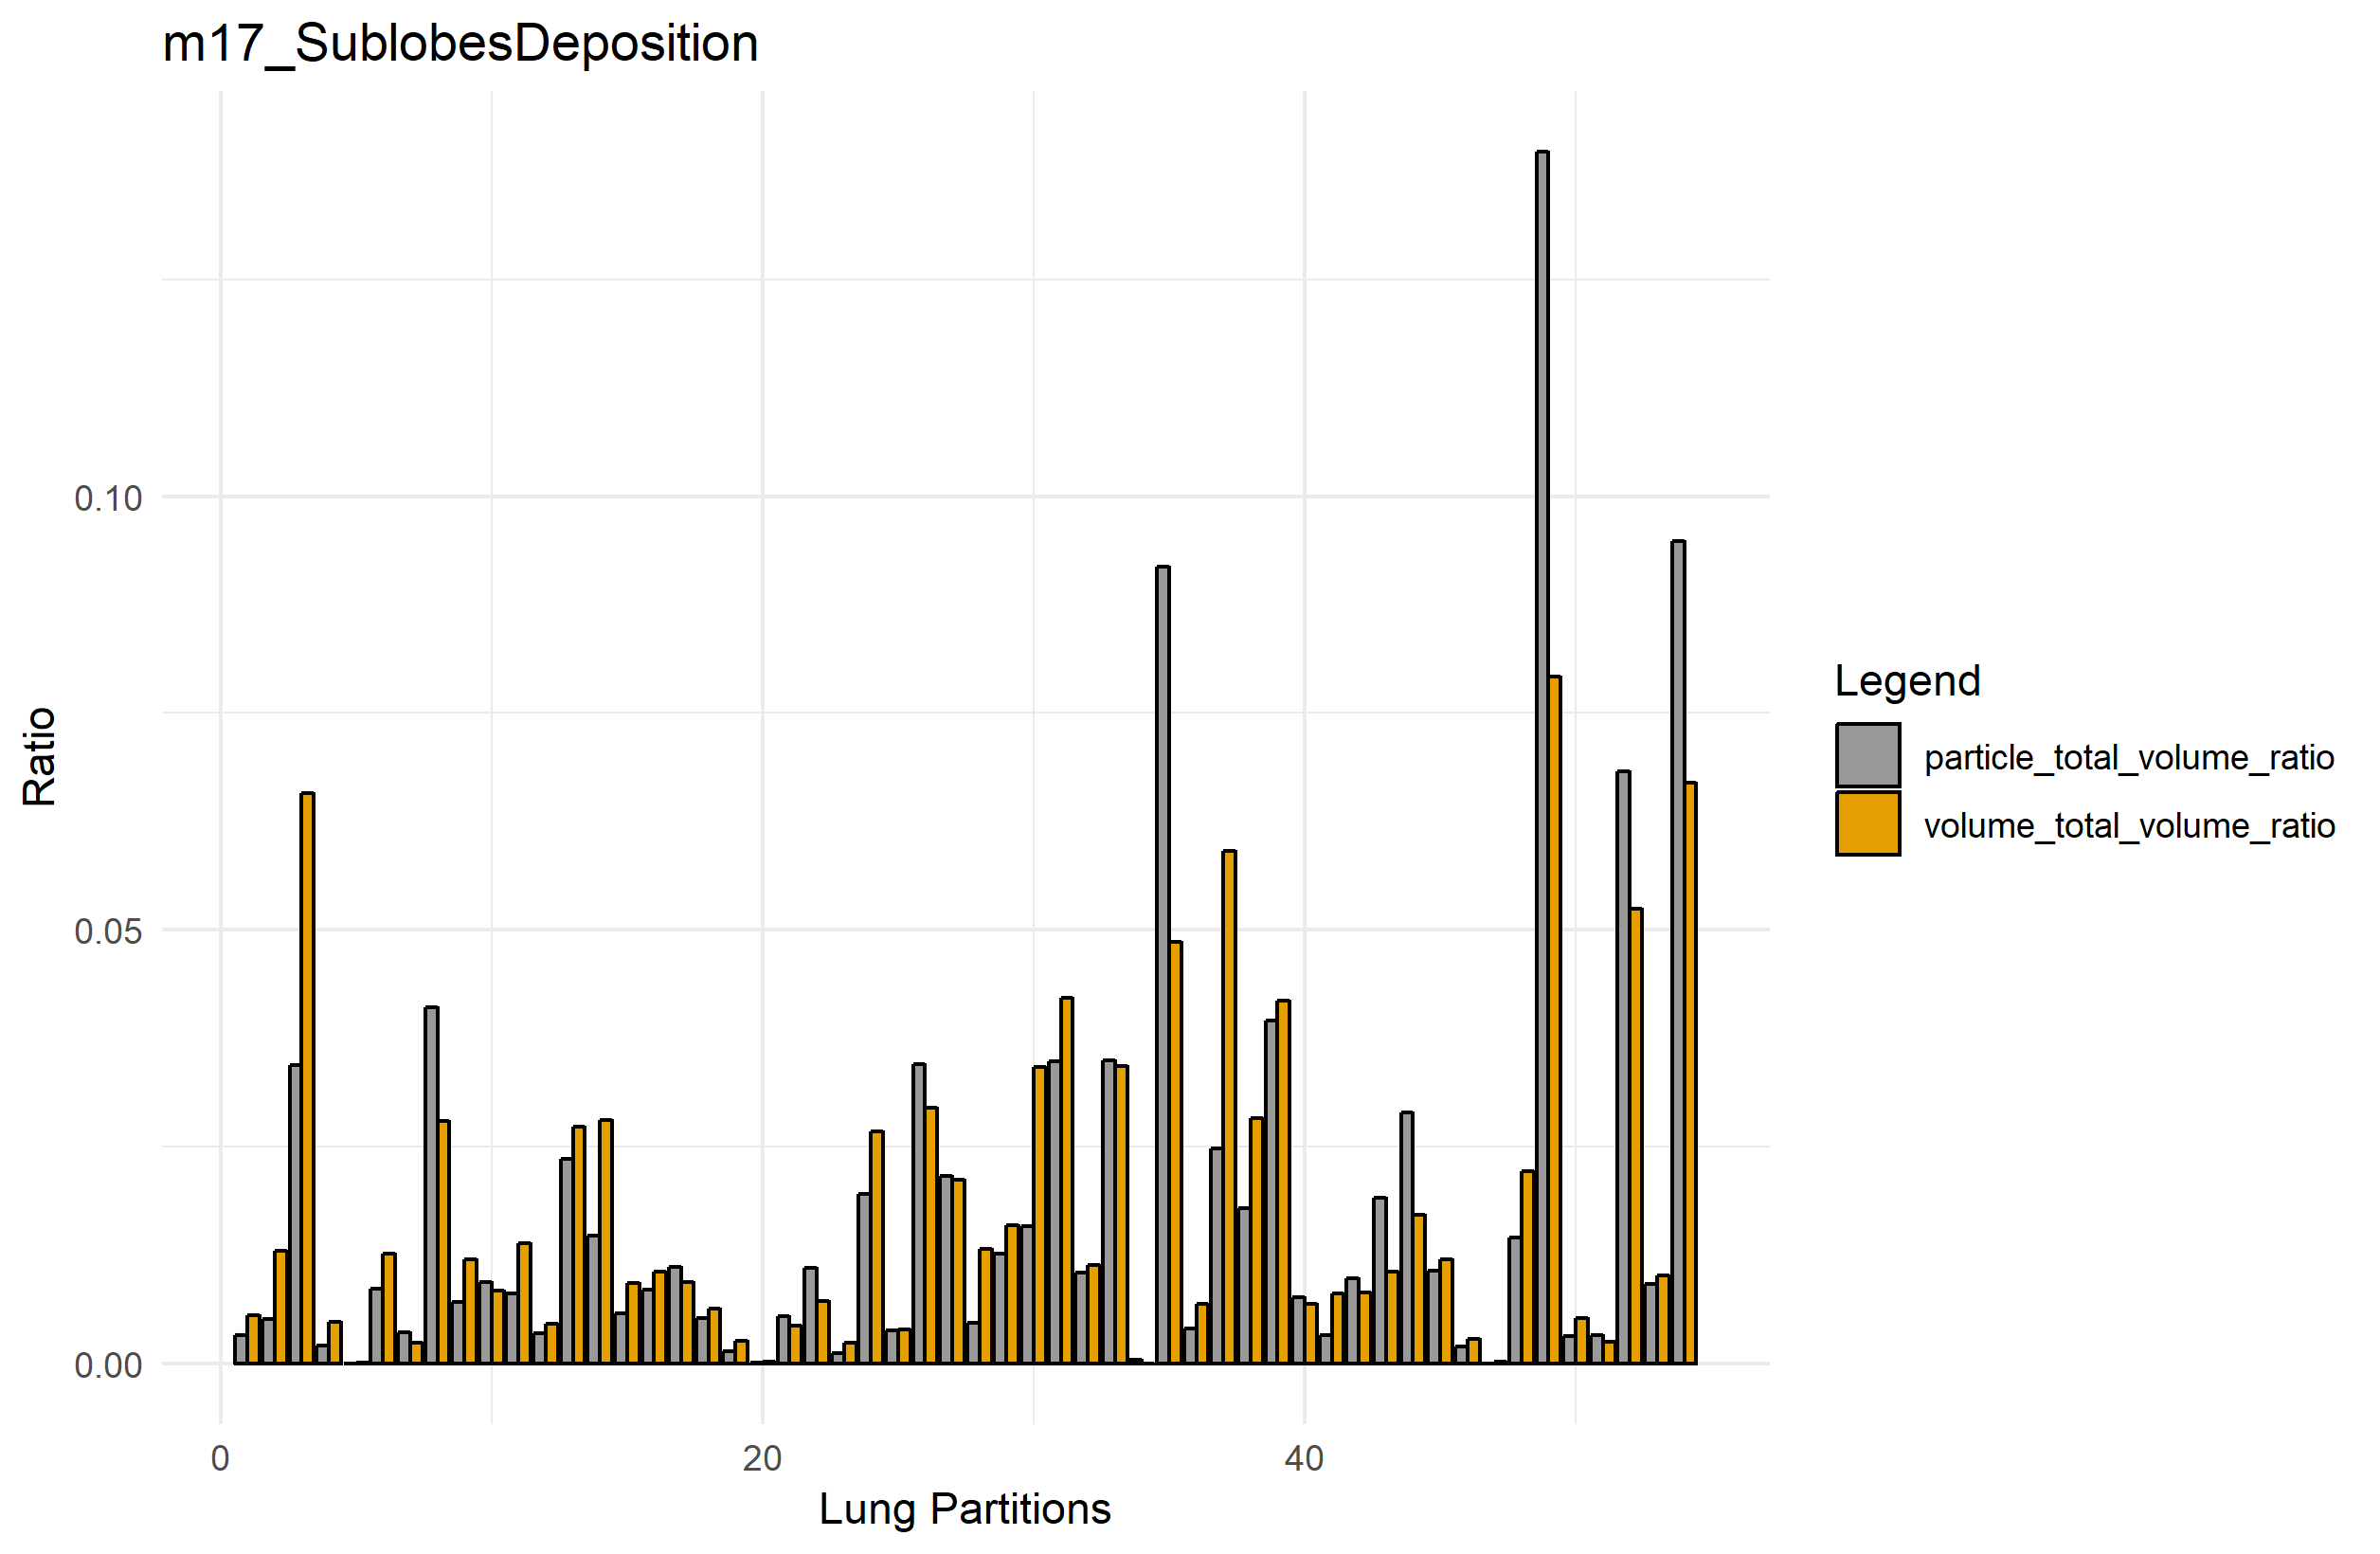 m17_SublobesDeposition
0.10
0.05
0.00
Ratio
0
20
40
Lung Partitions
Legend
particle_total_volume_ratio
volume_total_volume_ratio